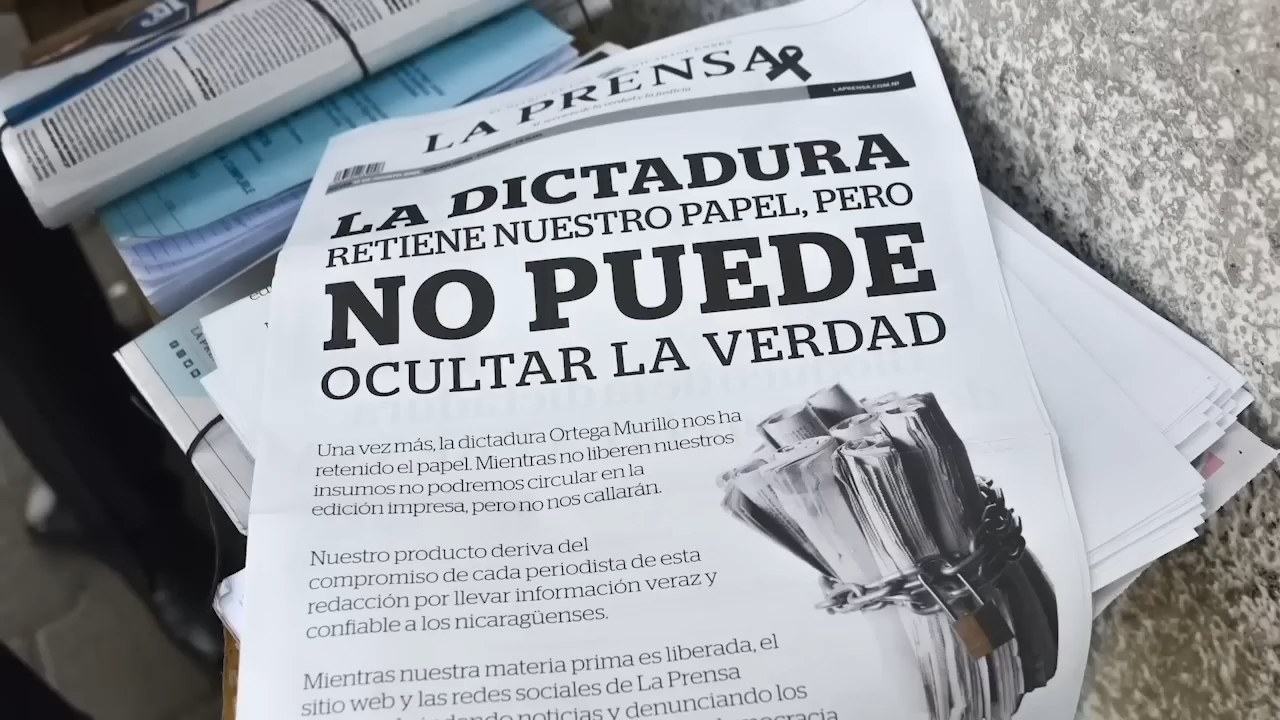 LA PRENSA
LAPRENSA.COM.NI
LA DICTADURA
RETIENE NUESTRO PAPEL, PERO
NO PUEDE
OCULTAR LA VERDAD
Una vez más, la dictadura Ortega Murillo nos ha
retenido el papel. Mientras no liberen nuestros
insumos no podremos circular en la
edición impresa, pero no nos callarán.
Nuestro producto deriva del
compromiso de cada periodista de esta
redacción por llevar información veraz y
confiable a los nicaragüenses.
Mientras nuestra materia prima es liberada, el
sitio web y las redes sociales de La Prensa
noticias y denunciando los